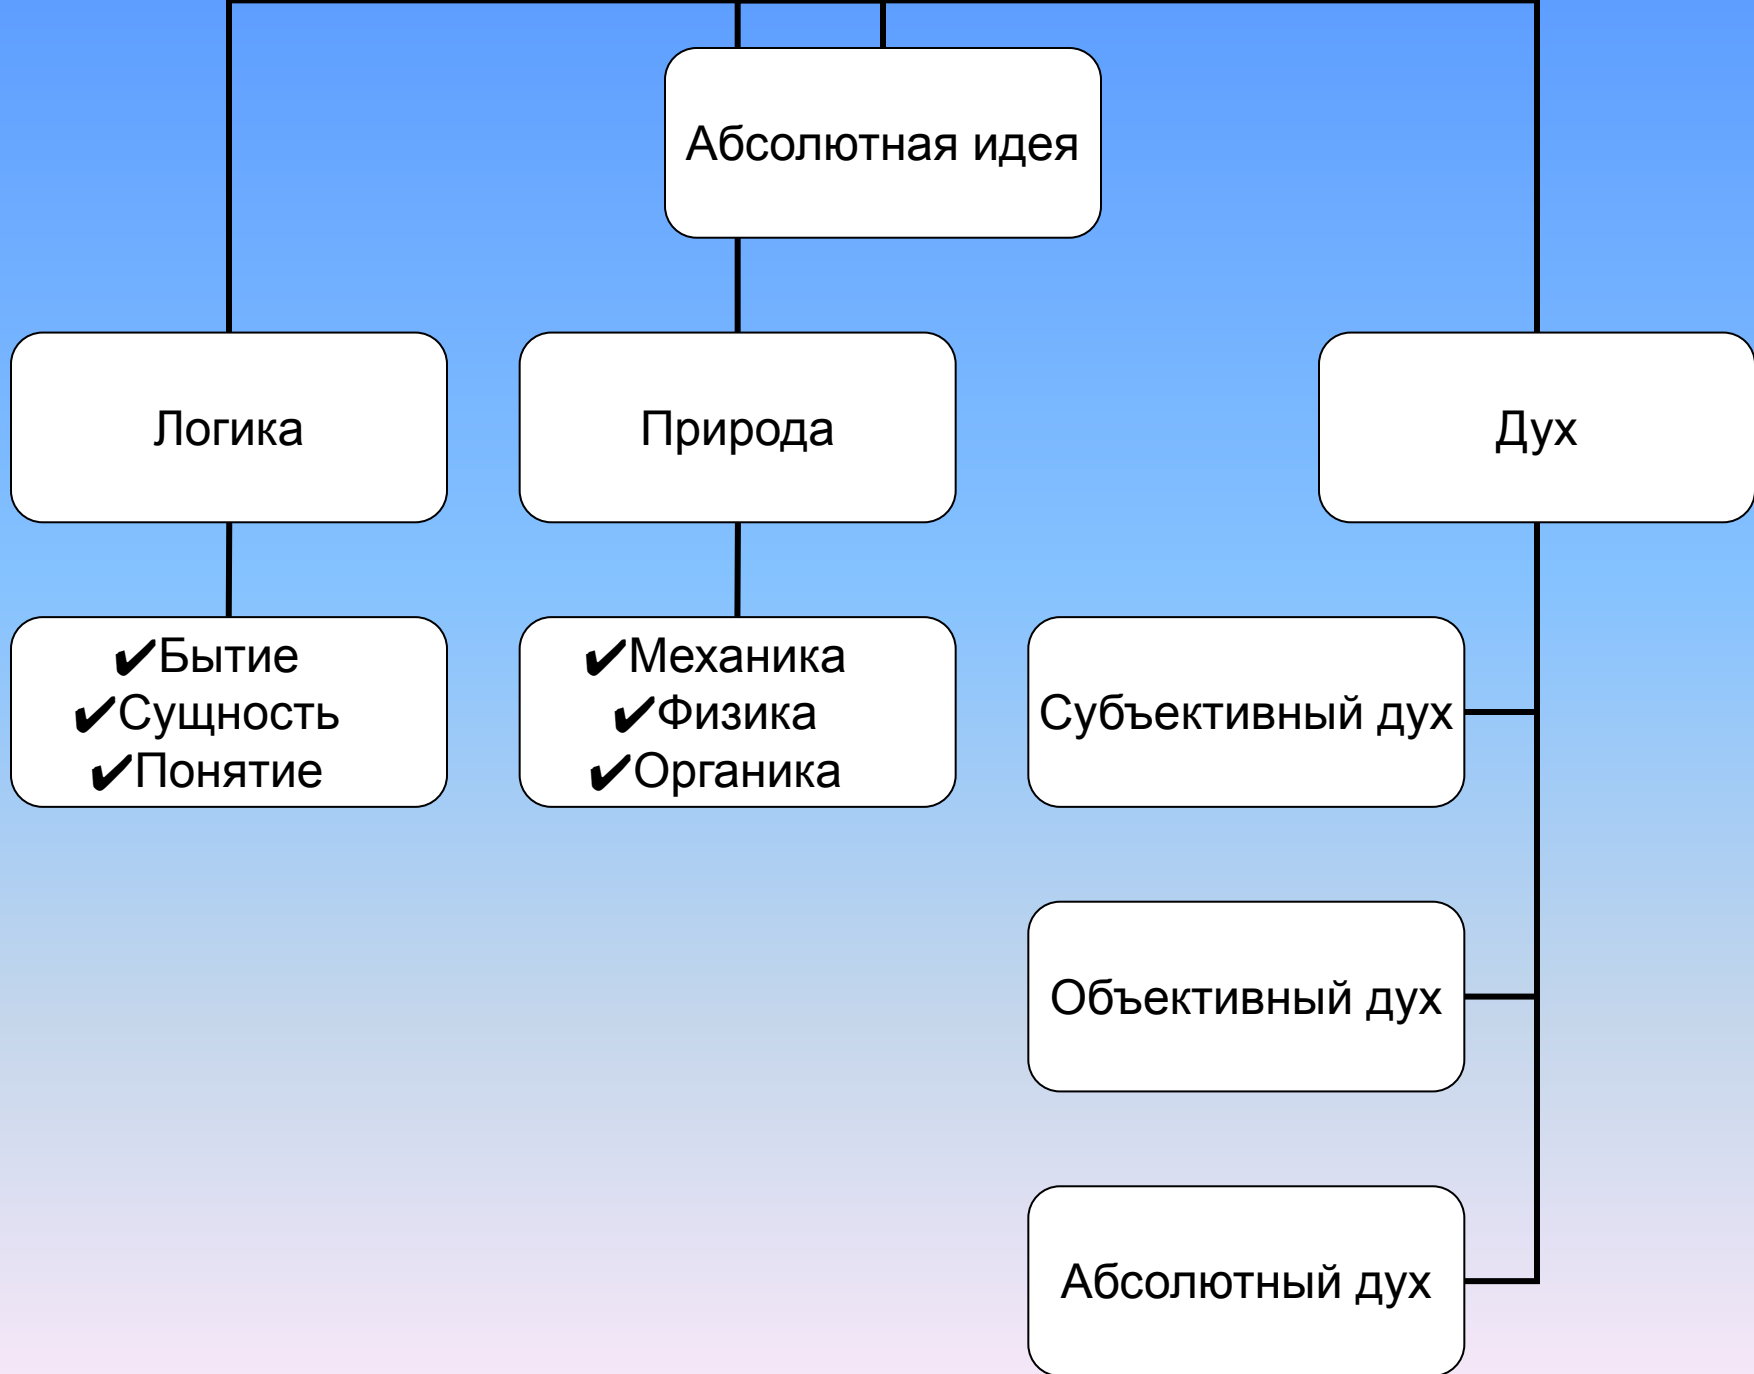 Абсолютная идея
Логика
Природа
Дух
✔Бытие
✔Сущность
✔Понятие
✔Механика
✔Физика
✔Органика
Субъективный дух
Объективный дух
Абсолютный дух